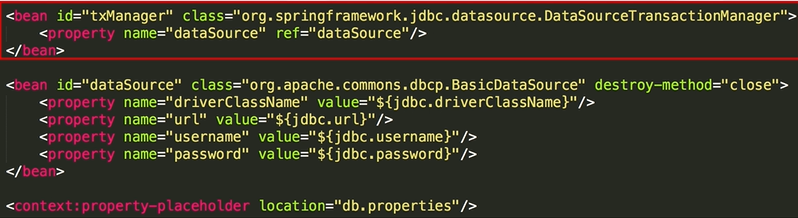 <bean id="txManager" class="org.springframework.jdbc.datasource.DataSourceTransactionManager">
    <property name="dataSource" ref="dataSource"/>
</bean>
<bean id="dataSource" class="org.apache.commons.dbcp.BasicDataSource" destroy-method="close">
    <property name="driverClassName" value="${jdbc.driverClassName}"/>
    <property name="url" value="${jdbc.url}"/>
    <property name="username" value="${jdbc.username}"/>
    <property name="password" value="${jdbc.password}"/>
</bean>
<context:property-placeholder location="db.properties"/>